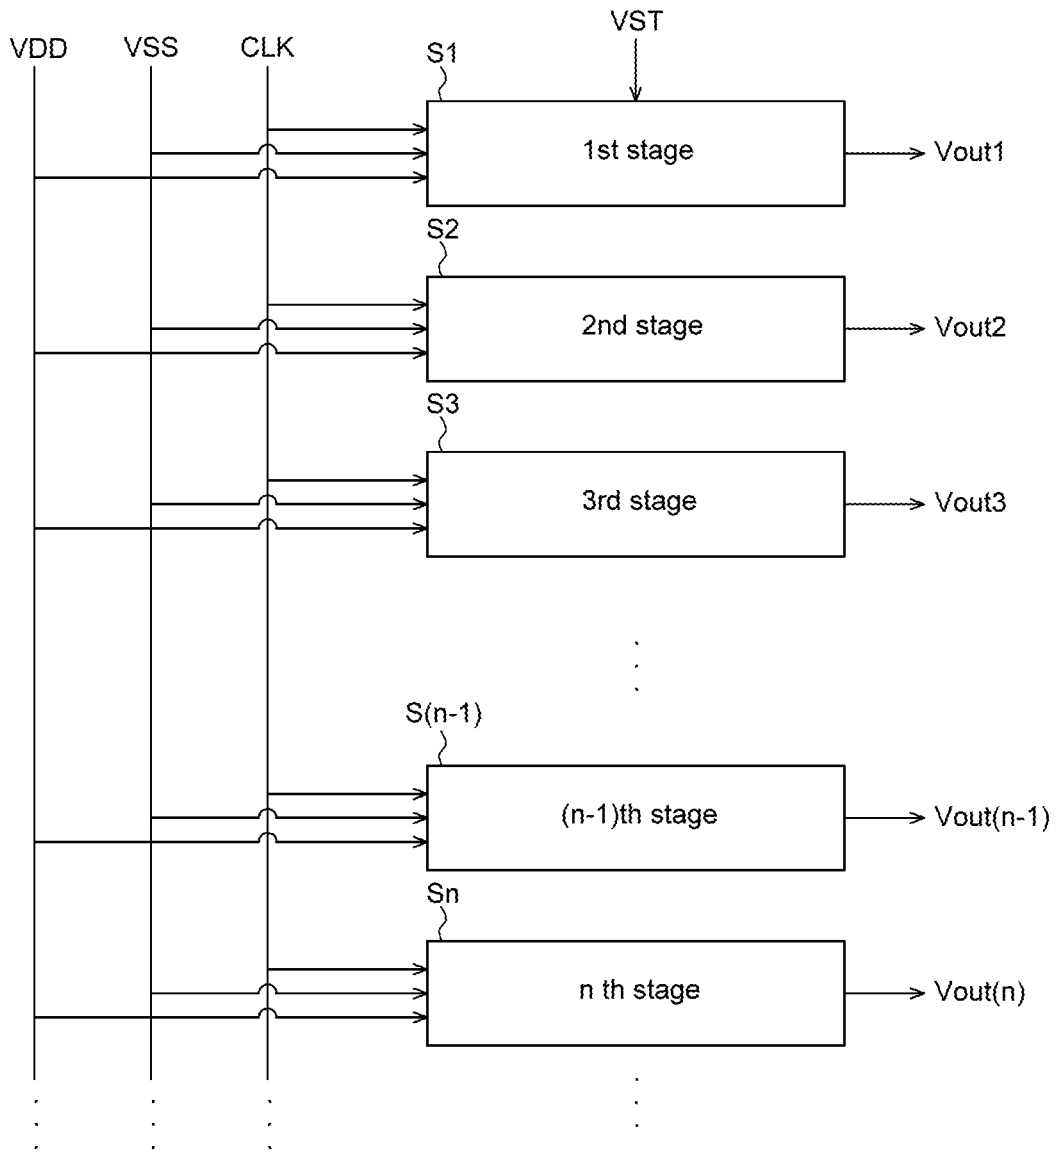 VST
VDD VSS CLK
S1
1st stage
Vout1
S2
2nd stage
Vout2
S3
3rd stage
Vout3
S(n-1)
(n-1)th stage
Vout(n-1)
Sn
n th stage
Vout(n)